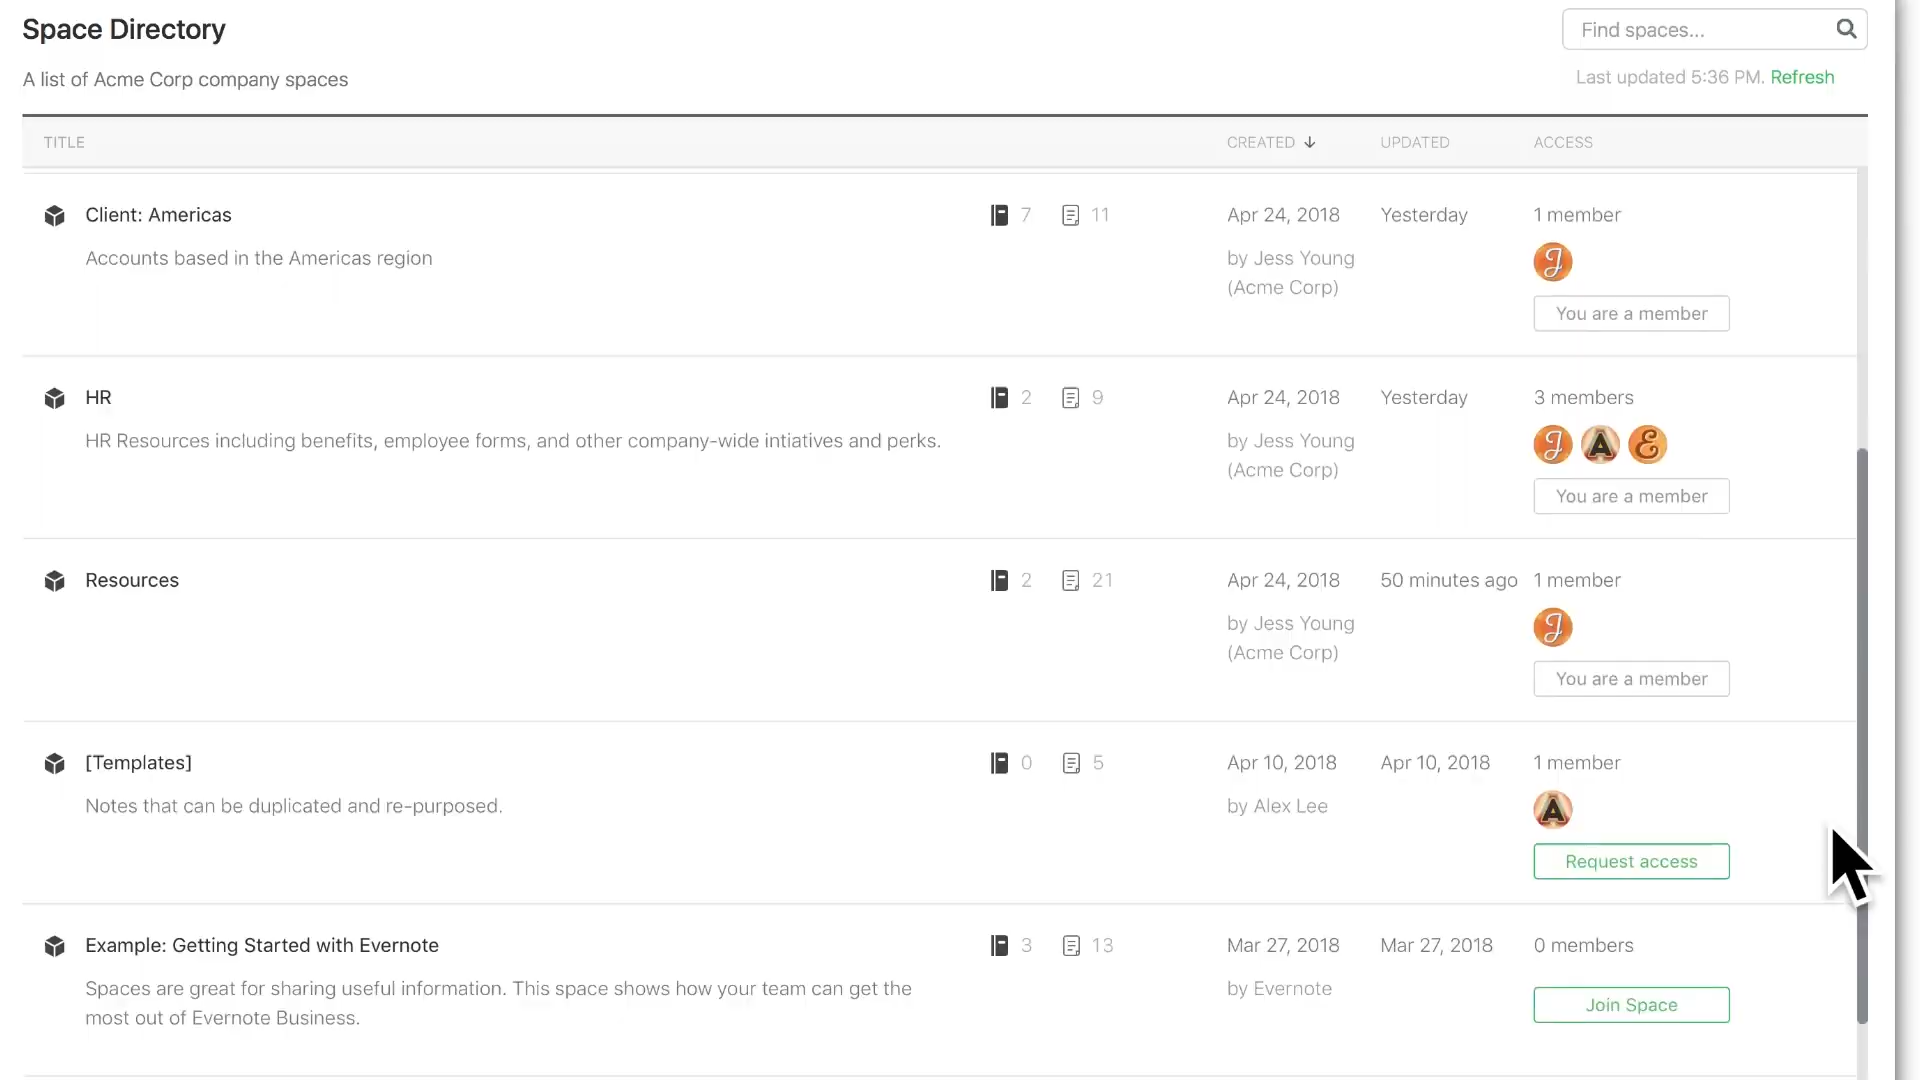 Space Directory
Find spaces...
A list of Acme Corp company spaces
Last updated 5:36 PM. Refresh
TITLE CREATED UPDATED ACCESS
Client: Americas 7 11 Apr 24, 2018 Yesterday 1 member
Accounts based in the Americas region by Jess Young J
(Acme Corp)
You are a member
HR 2 9 Apr 24, 2018 Yesterday 3 members
HR Resources including benefits, employee forms, and other company-wide intiatives and perks. by Jess Young J A E
(Acme Corp)
You are a member
Resources 2 21 Apr 24, 2018 50 minutes ago 1 member
by Jess Young J
(Acme Corp)
You are a member
[Templates] 0 5 Apr 10, 2018 Apr 10, 2018 1 member
Notes that can be duplicated and re-purposed. by Alex Lee A
Request access
Example: Getting Started with Evernote 3 13 Mar 27, 2018 Mar 27, 2018 0 members
Spaces are great for sharing useful information. This space shows how your team can get the by Evernote
Join Space
most out of Evernote Business.